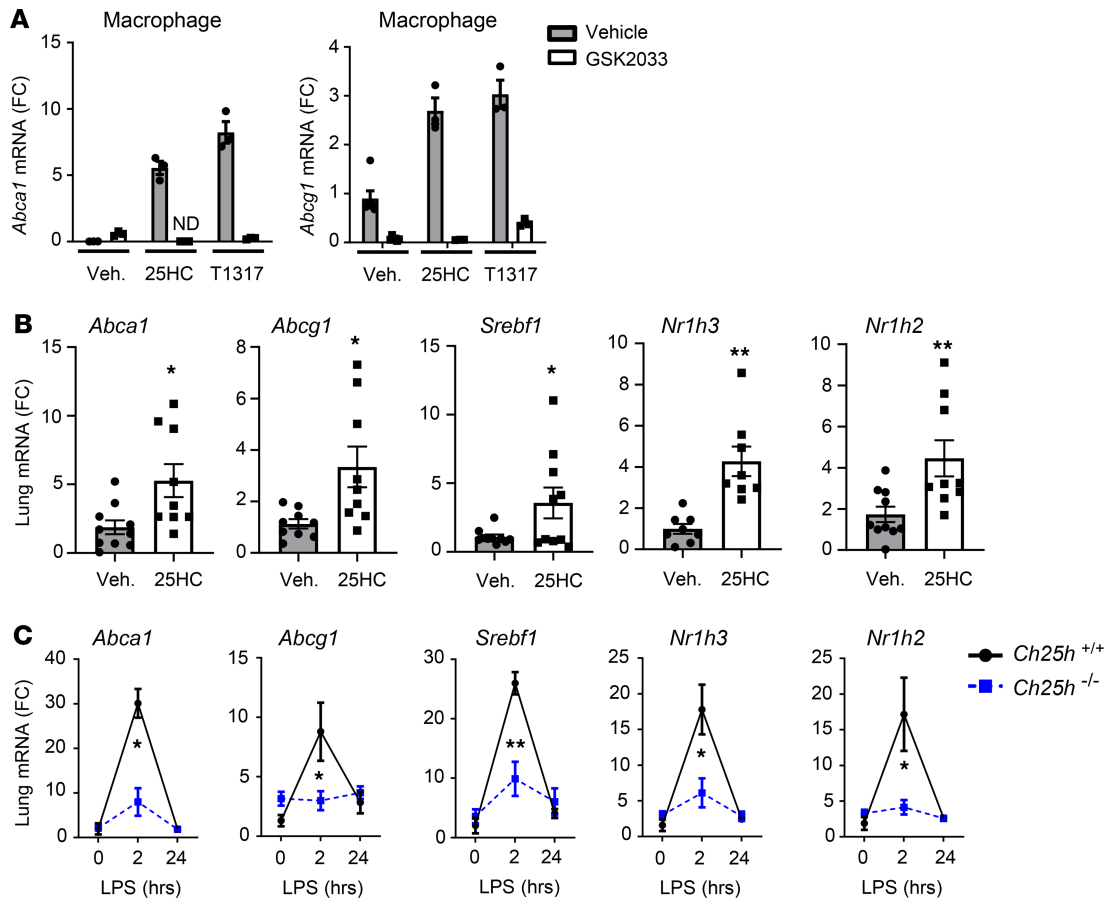 A
Macrophage
Abca1 mRNA (FC)
15
10
5
0
ND
Veh.
25HC
T1317
Macrophage
Abcg1 mRNA (FC)
4
3
2
1
0
Veh.
25HC
T1317
Vehicle
GSK2033
B
Lung mRNA (FC)
Abca1
15
10
5
0
*
Veh.
25HC
Abcg1
8
6
4
2
0
*
Veh.
25HC
Srebf1
15
10
5
0
*
Veh.
25HC
Nr1h3
10
8
6
4
2
0
**
Veh.
25HC
Nr1h2
10
8
6
4
2
0
**
Veh.
25HC
C
Lung mRNA (FC)
Abca1
40
30
20
10
0
*
0 2 24
LPS (hrs)
Abcg1
15
10
5
0
*
0 2 24
LPS (hrs)
Srebf1
30
20
10
0
**
0 2 24
LPS (hrs)
Nr1h3
25
20
15
10
5
0
*
0 2 24
LPS (hrs)
Nr1h2
25
20
15
10
5
0
*
0 2 24
LPS (hrs)
Ch25h +/+
Ch25h -/-